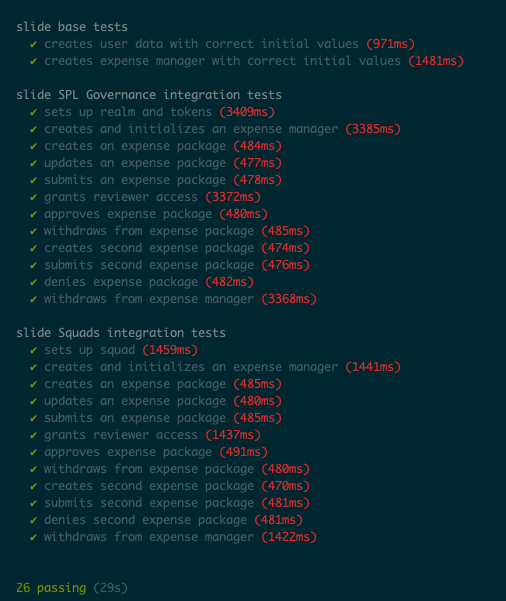 slide base tests
✔ creates user data with correct initial values (971ms)
✔ creates expense manager with correct initial values (1481ms)
slide SPL Governance integration tests
✔ sets up realm and tokens (3409ms)
✔ creates and initializes an expense manager (3385ms)
✔ creates an expense package (484ms)
✔ updates an expense package (477ms)
✔ submits an expense package (478ms)
✔ grants reviewer access (3372ms)
✔ approves expense package (480ms)
✔ withdraws from expense package (485ms)
✔ creates second expense package (474ms)
✔ submits second expense package (476ms)
✔ denies expense package (482ms)
✔ withdraws from expense manager (3368ms)
slide Squads integration tests
✔ sets up squad (1459ms)
✔ creates and initializes an expense manager (1441ms)
✔ creates an expense package (485ms)
✔ updates an expense package (480ms)
✔ submits an expense package (485ms)
✔ grants reviewer access (1437ms)
✔ approves expense package (491ms)
✔ withdraws from expense package (480ms)
✔ creates second expense package (470ms)
✔ submits second expense package (481ms)
✔ denies second expense package (481ms)
✔ withdraws from expense manager (1422ms)
26 passing (29s)